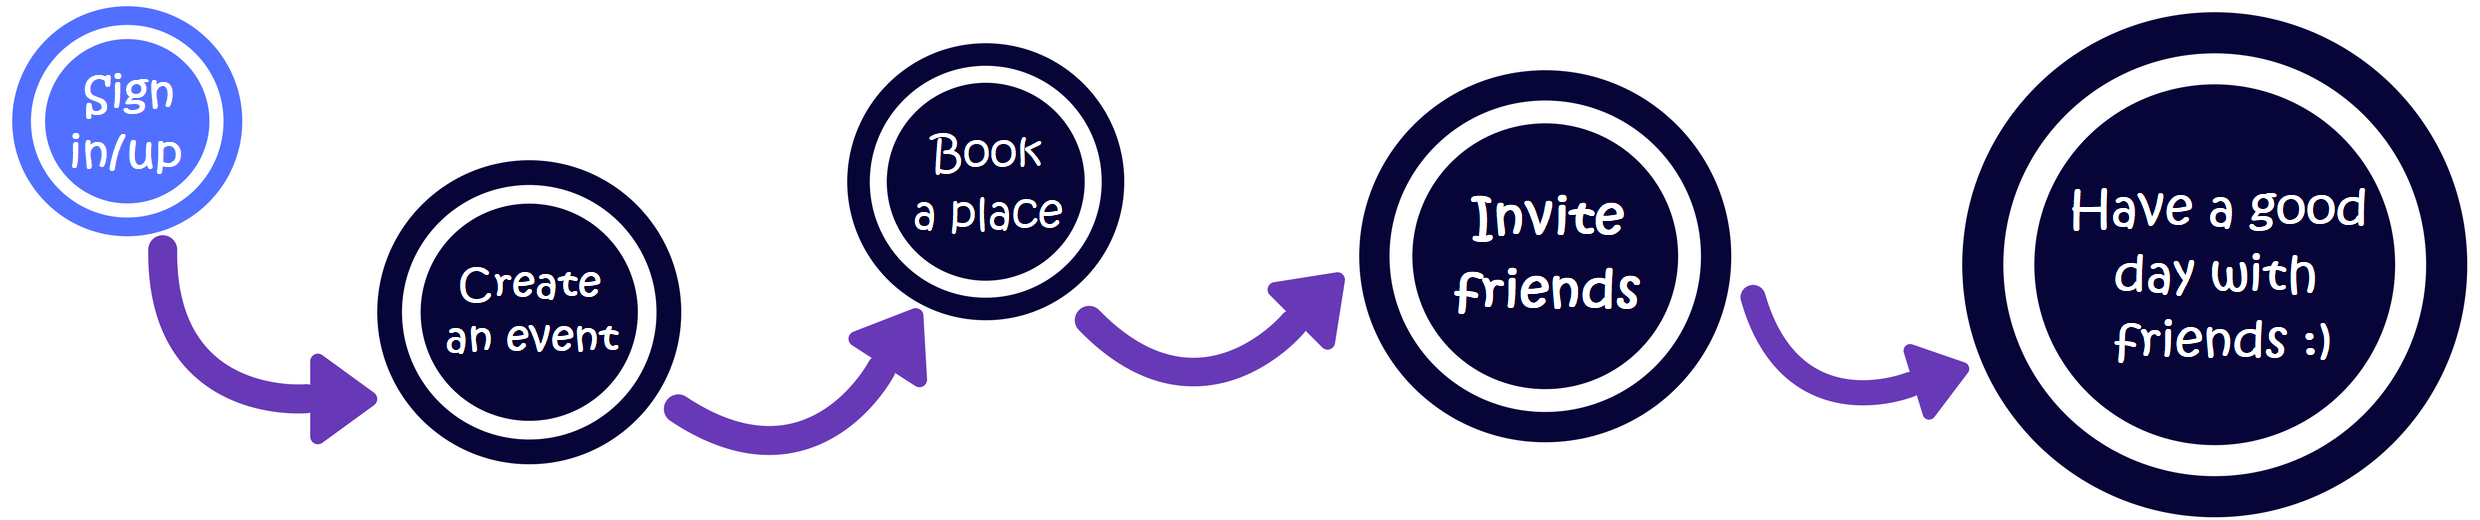 Sign
in/up
Create
an event
Book
a place
Invite
friends
Have a good
day with
friends :)